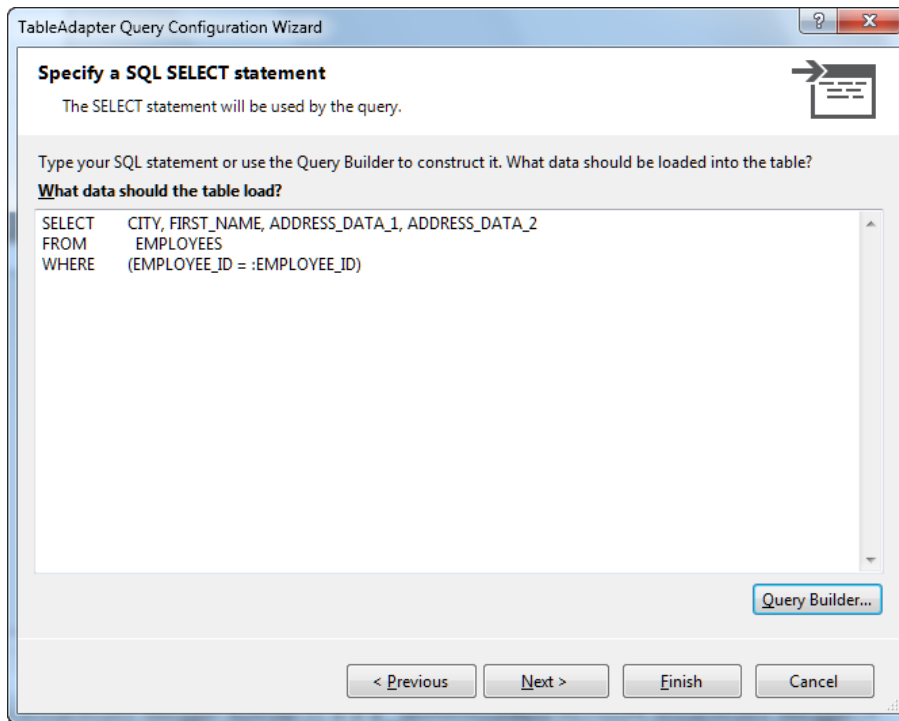 TableAdapter Query Configuration Wizard
Specify a SQL SELECT statement
The SELECT statement will be used by the query.
Type your SQL statement or use the Query Builder to construct it. What data should be loaded into the table?
What data should the table load?
SELECT CITY, FIRST_NAME, ADDRESS_DATA_1, ADDRESS_DATA_2
FROM EMPLOYEES
WHERE (EMPLOYEE_ID = :EMPLOYEE_ID)
Query Builder...
< Previous Next > Finish Cancel